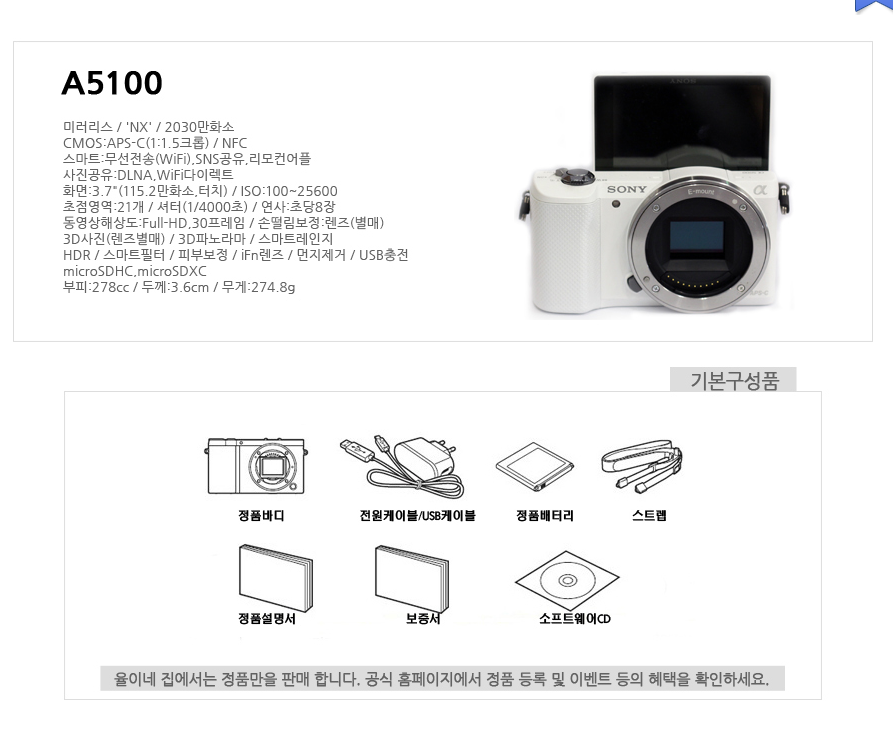 A5100
미러리스 / 'NX' / 2030만화소
CMOS:APS-C(1:1.5크롭) / NFC
스마트:무선전송(WiFi),SNS공유,리모컨어플
사진공유:DLNA,WiFi다이렉트
화면:3.7"(115.2만화소,터치) / ISO:100~25600
초점영역:21개 / 셔터(1/4000초) / 연사:초당8장
동영상해상도:Full-HD,30프레임 / 손떨림보정:렌즈(별매)
3D사진(렌즈별매) / 3D파노라마 / 스마트레인지
HDR / 스마트필터 / 피부보정 / iFn렌즈 / 먼지제거 / USB충전
microSDHC,microSDXC
부피:278cc / 두께:3.6cm / 무게:274.8g
SONY
SONY
E-mount
α
APS-C
기본구성품
정품바디
전원케이블/USB케이블
정품배터리
스트랩
정품설명서
보증서
소프트웨어CD
율이네 집에서는 정품만을 판매 합니다. 공식 홈페이지에서 정품 등록 및 이벤트 등의 혜택을 확인하세요.